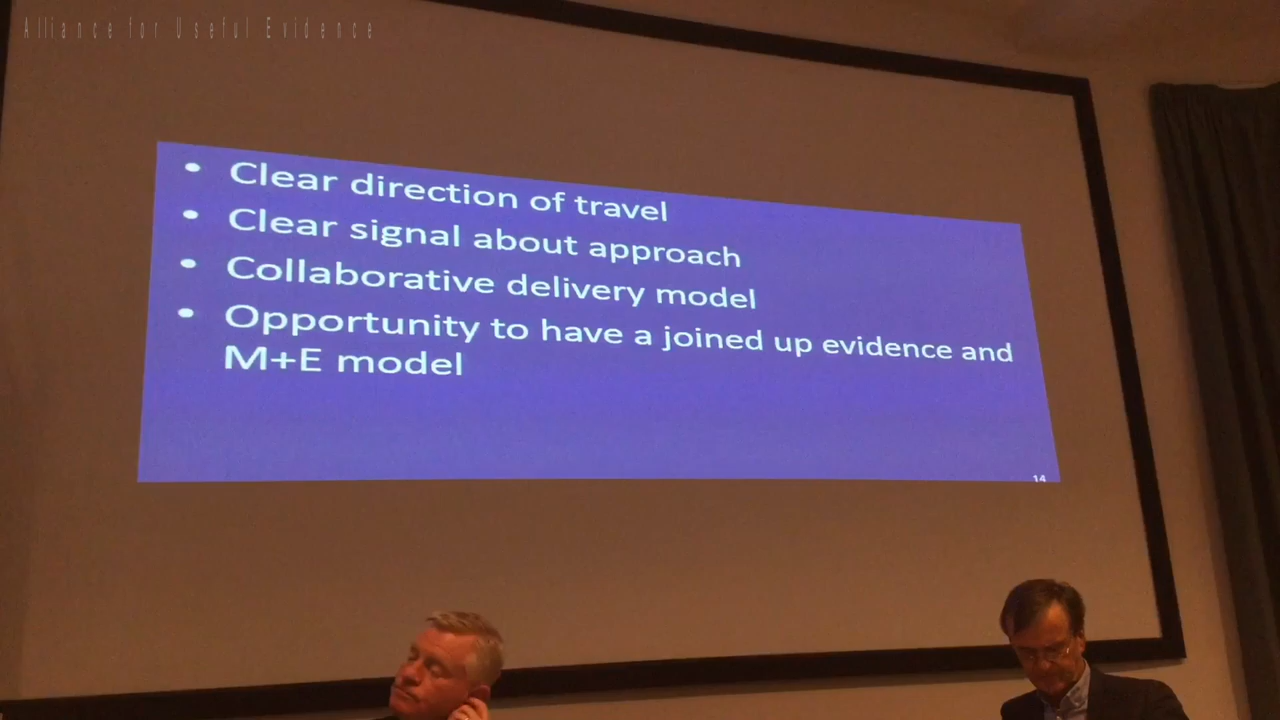 Alliance for Useful Evidence
• Clear direction of travel
• Clear signal about approach
• Collaborative delivery model
• Opportunity to have a joined up evidence and
M+E model
14